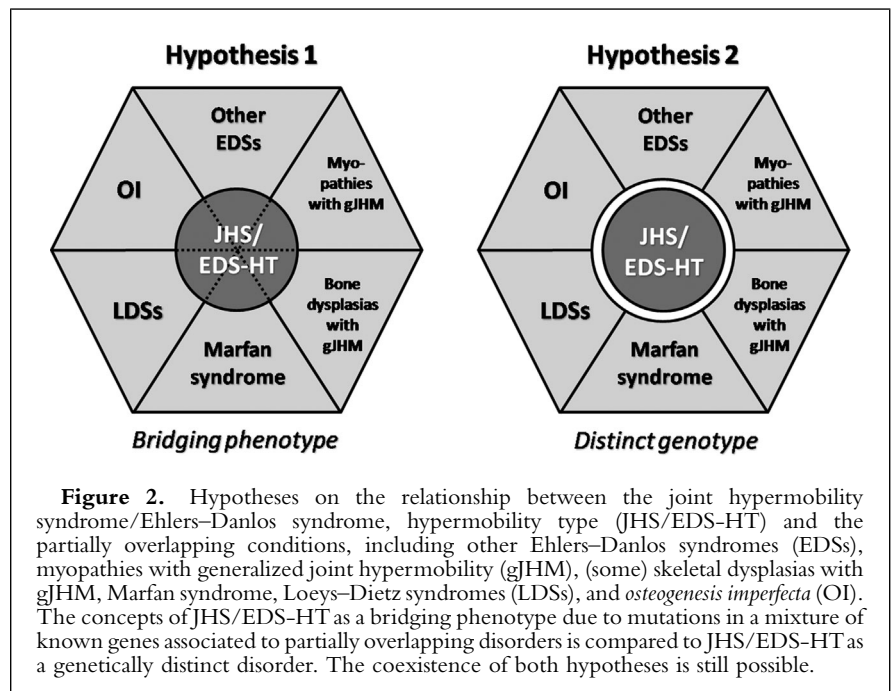 Hypothesis 1
Other
EDSs
Myo-
pathies
with gJHM
OI
JHS/
EDS-HT
LDSs
Bone
dysplasias
with
gJHM
Marfan
syndrome
Bridging phenotype
Hypothesis 2
Other
EDSs
Myo-
pathies
with gJHM
OI
JHS/
EDS-HT
LDSs
Bone
dysplasias
with
gJHM
Marfan
syndrome
Distinct genotype
Figure 2. Hypotheses on the relationship between the joint hypermobility
syndrome/Ehlers–Danlos syndrome, hypermobility type (JHS/EDS-HT) and the
partially overlapping conditions, including other Ehlers–Danlos syndromes (EDSs),
myopathies with generalized joint hypermobility (gJHM), (some) skeletal dysplasias with
gJHM, Marfan syndrome, Loeys–Dietz syndromes (LDSs), and osteogenesis imperfecta (OI).
The concepts of JHS/EDS-HT as a bridging phenotype due to mutations in a mixture of
known genes associated to partially overlapping disorders is compared to JHS/EDS-HT as
a genetically distinct disorder. The coexistence of both hypotheses is still possible.